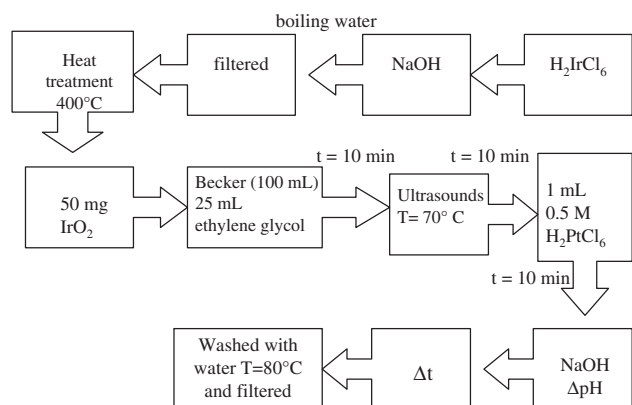 boiling water
Heat
treatment
400°C
filtered
NaOH
H₂IrCl₆
50 mg
IrO₂
Becker (100 mL)
25 mL
ethylene glycol
t = 10 min
Ultrasounds
T= 70° C
t = 10 min
1 mL
0.5 M
H₂PtCl₆
t = 10 min
Washed with
water T=80°C
and filtered
Δt
NaOH
ΔpH